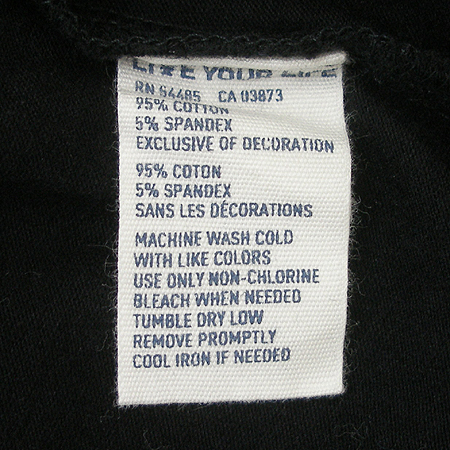 LIVE YOUR LIFE
RN 54485 CA 03873
95% COTTON
5% SPANDEX
EXCLUSIVE OF DECORATION
95% COTON
5% SPANDEX
SANS LES DÉCORATIONS
MACHINE WASH COLD
WITH LIKE COLORS
USE ONLY NON-CHLORINE
BLEACH WHEN NEEDED
TUMBLE DRY LOW
REMOVE PROMPTLY
COOL IRON IF NEEDED